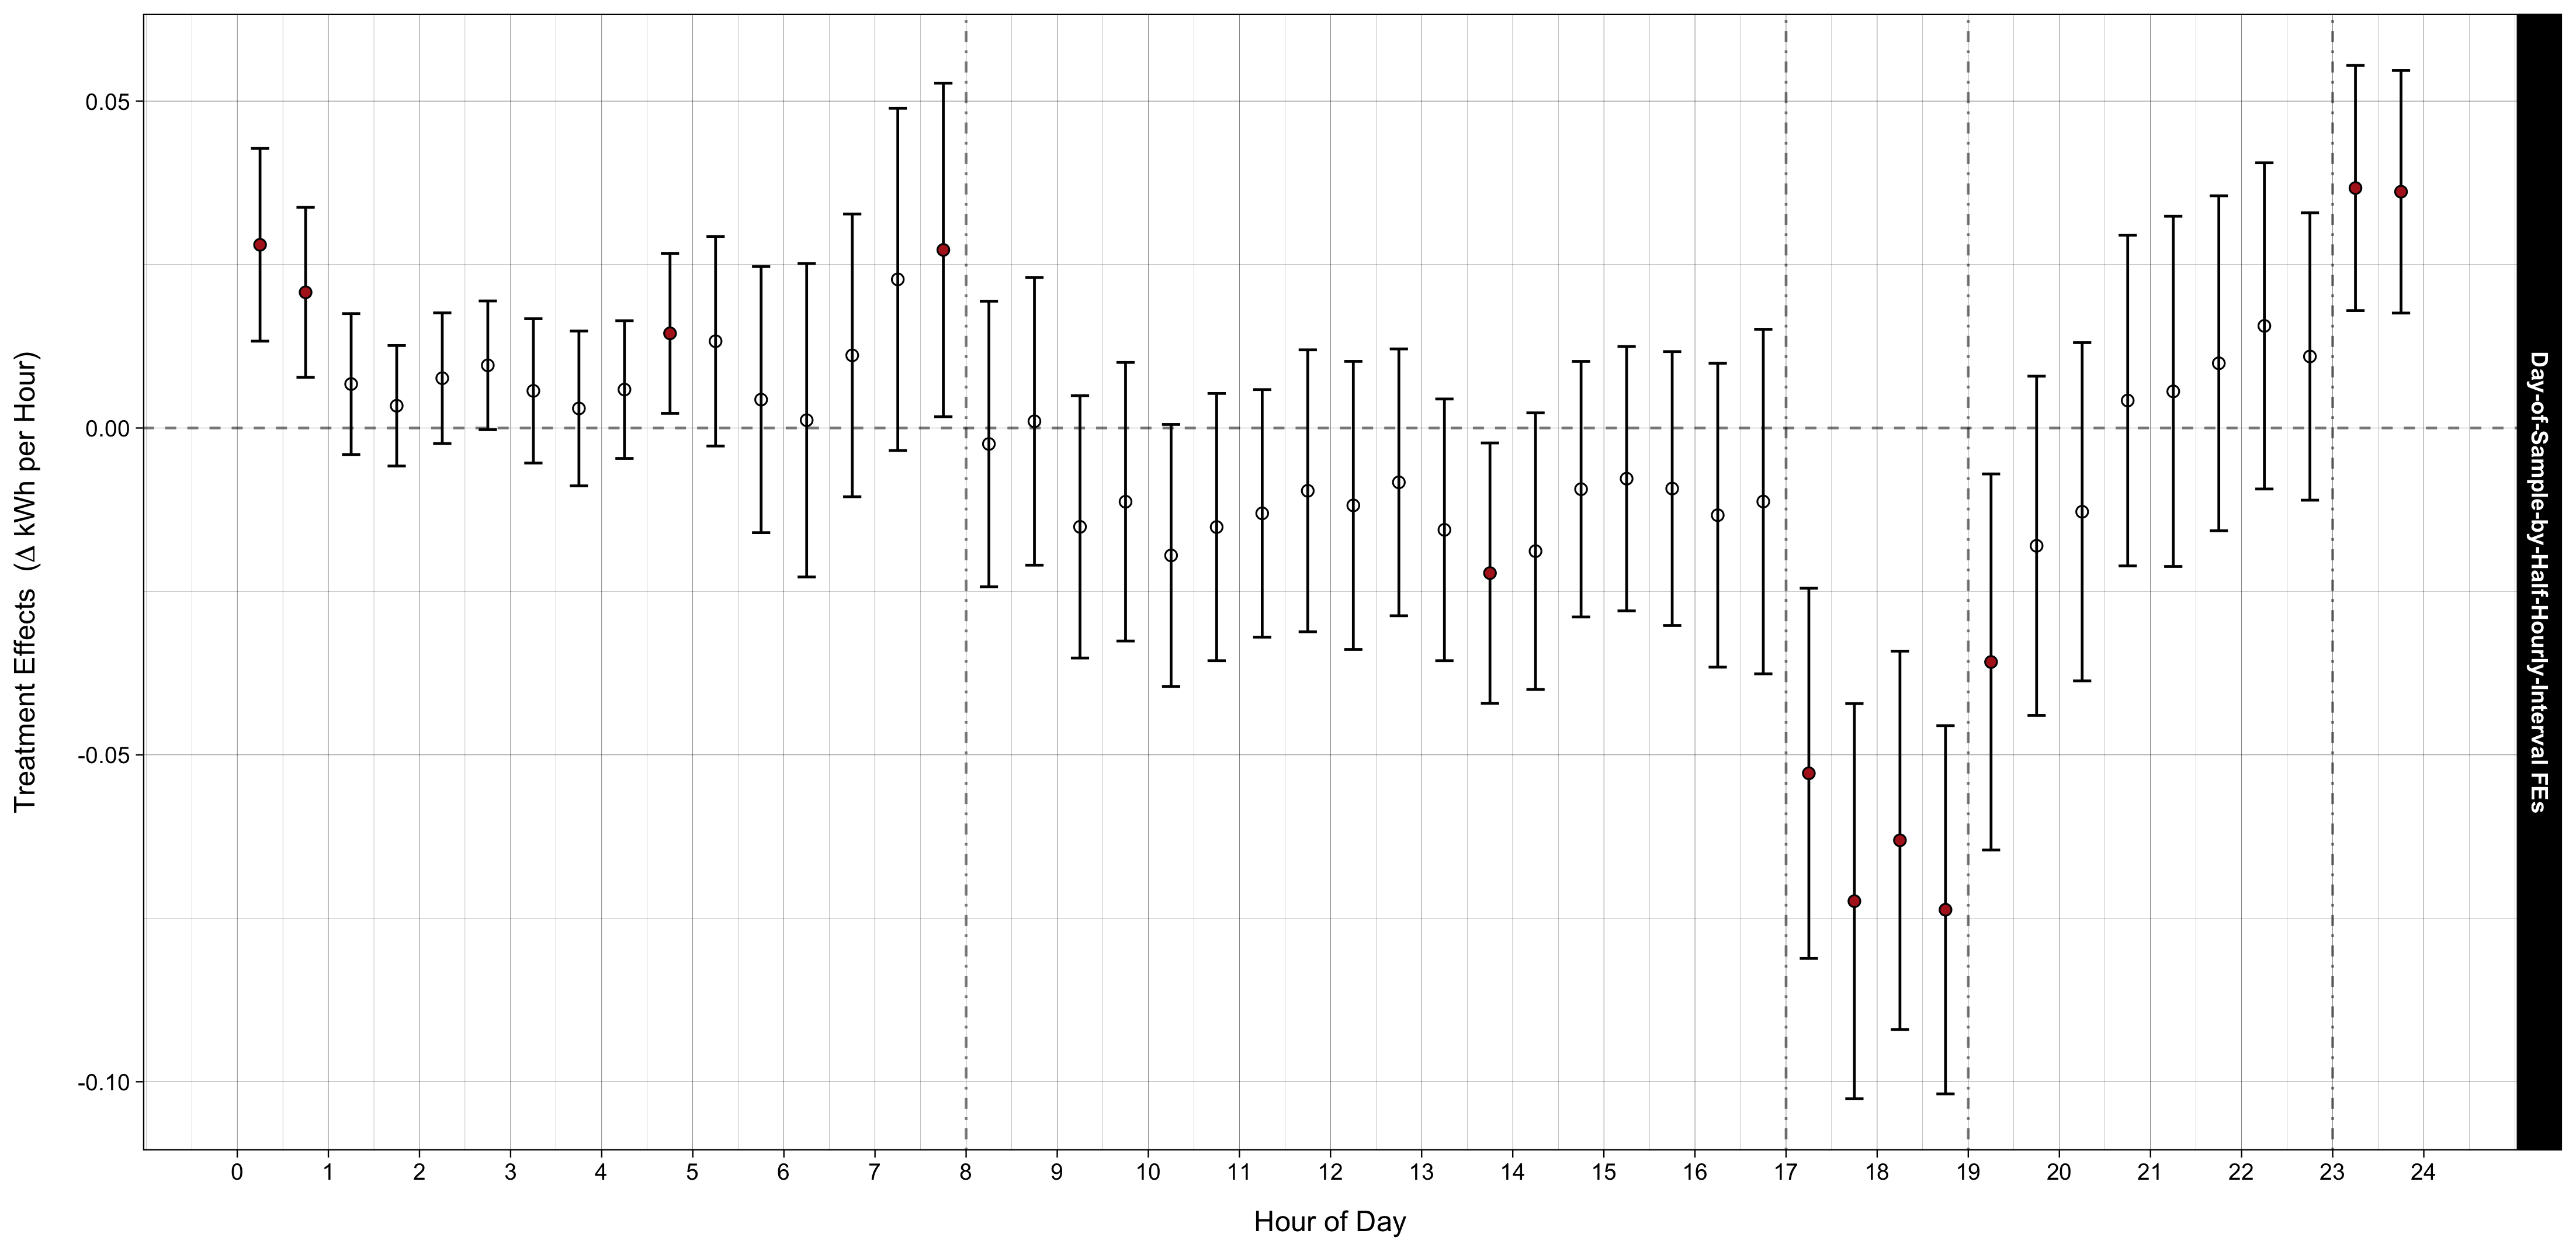 0.05
0.00
-0.05
-0.10
Treatment Effects (Δ kWh per Hour)
0 1 2 3 4 5 6 7 8 9 10 11 12 13 14 15 16 17 18 19 20 21 22 23 24
Hour of Day
Day-of-Sample-by-Half-Hourly-Interval FEs